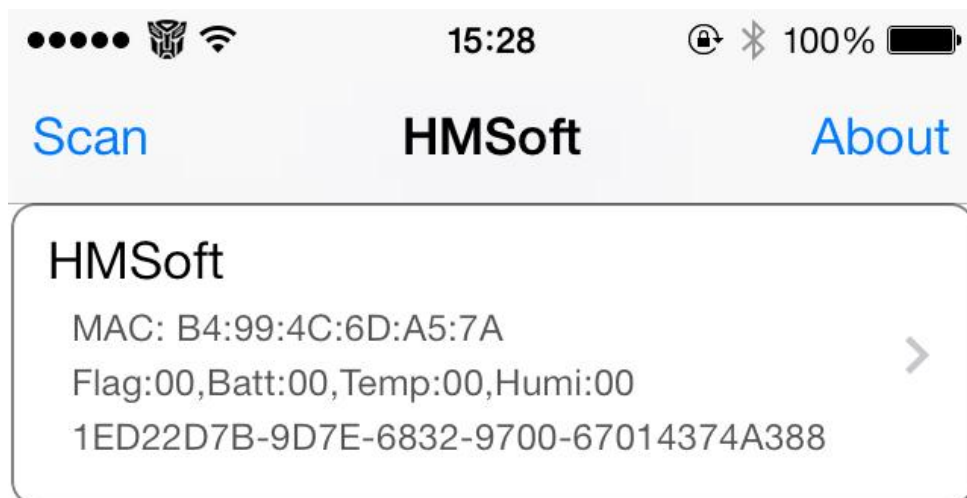 15:28 100%
Scan HMSoft About
HMSoft
MAC: B4:99:4C:6D:A5:7A
Flag:00,Batt:00,Temp:00,Humi:00
1ED22D7B-9D7E-6832-9700-67014374A388